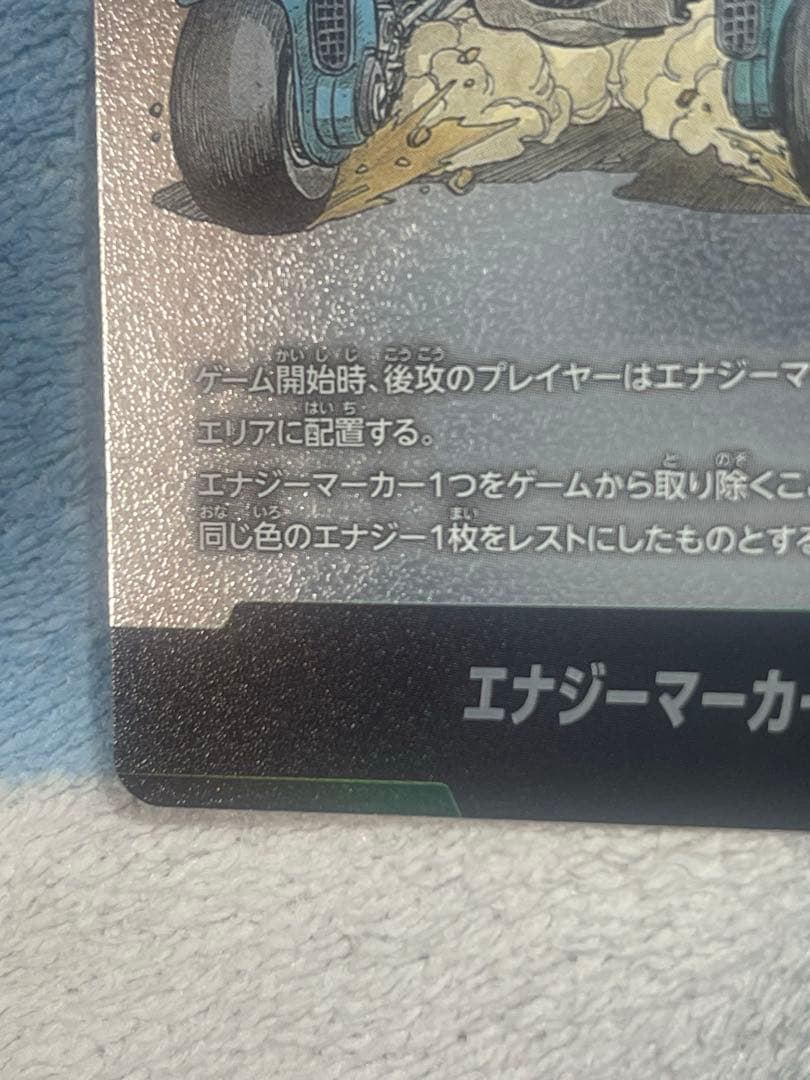 ゲーム開始時、後攻のプレイヤーはエナジーマ
エリアに配置する。
エナジーマーカー1つをゲームから取り除くこ
同じ色のエナジー1枚をレストにしたものとする
エナジーマーカー